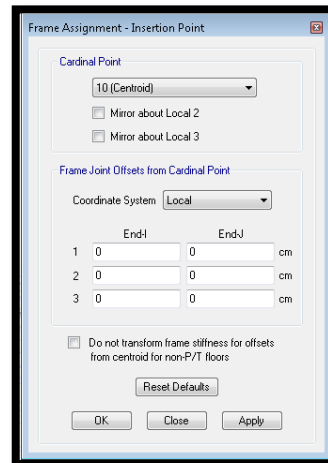 Frame Assignment - Insertion Point
Cardinal Point
10 (Centroid)
Mirror about Local 2
Mirror about Local 3
Frame Joint Offsets from Cardinal Point
Coordinate System Local
End-I End-J
1 0 0 cm
2 0 0 cm
3 0 0 cm
Do not transform frame stiffness for offsets
from centroid for non-P/T floors
Reset Defaults
OK Close Apply